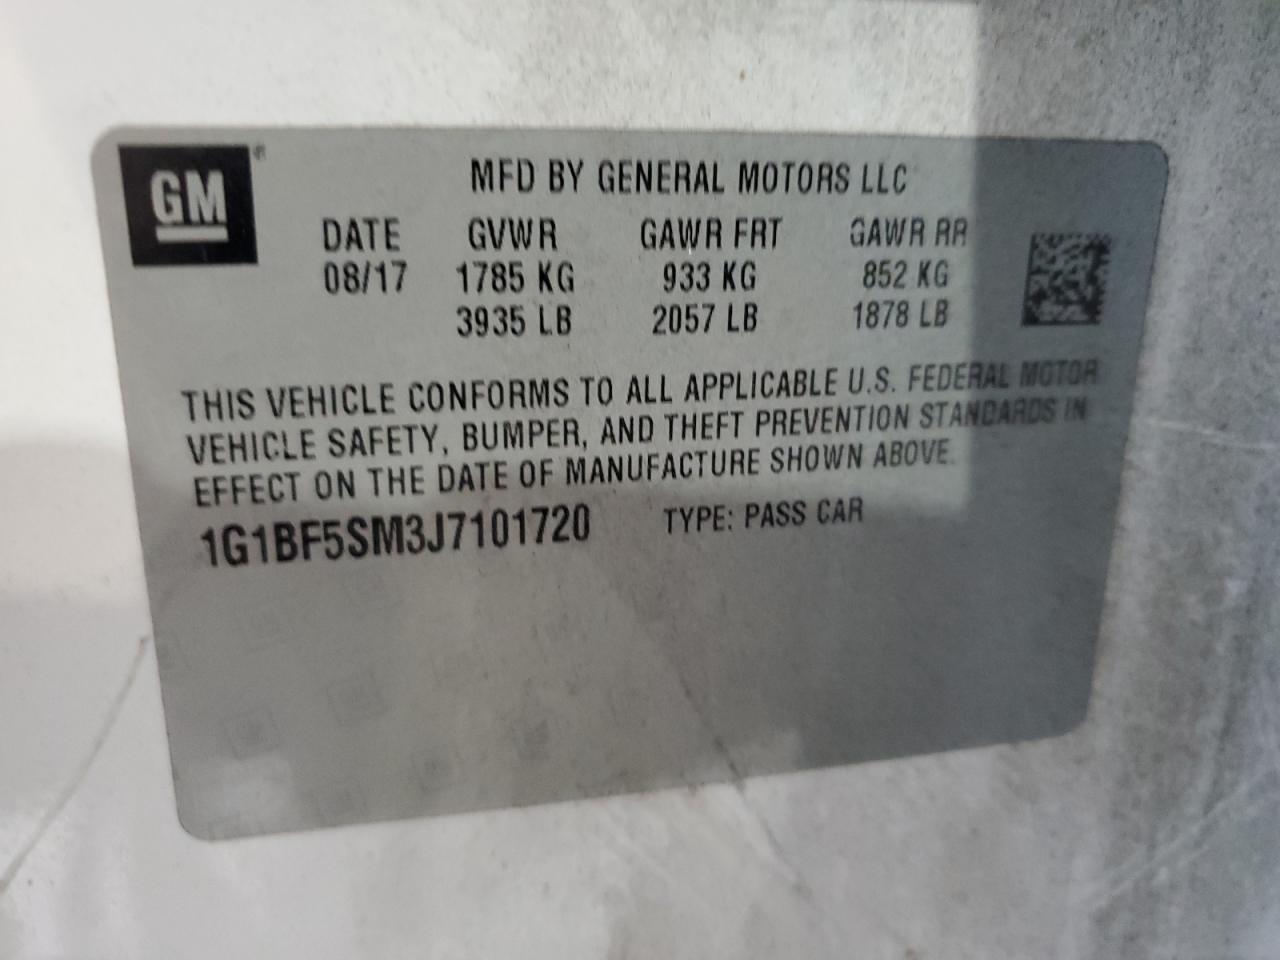 GM®
MFD BY GENERAL MOTORS LLC
DATE GVWR GAWR FRT GAWR RR
08/17 1785 KG 933 KG 852 KG
3935 LB 2057 LB 1878 LB
THIS VEHICLE CONFORMS TO ALL APPLICABLE U.S. FEDERAL MOTOR
VEHICLE SAFETY, BUMPER, AND THEFT PREVENTION STANDARDS IN
EFFECT ON THE DATE OF MANUFACTURE SHOWN ABOVE.
1G1BF5SM3J7101720 TYPE: PASS CAR